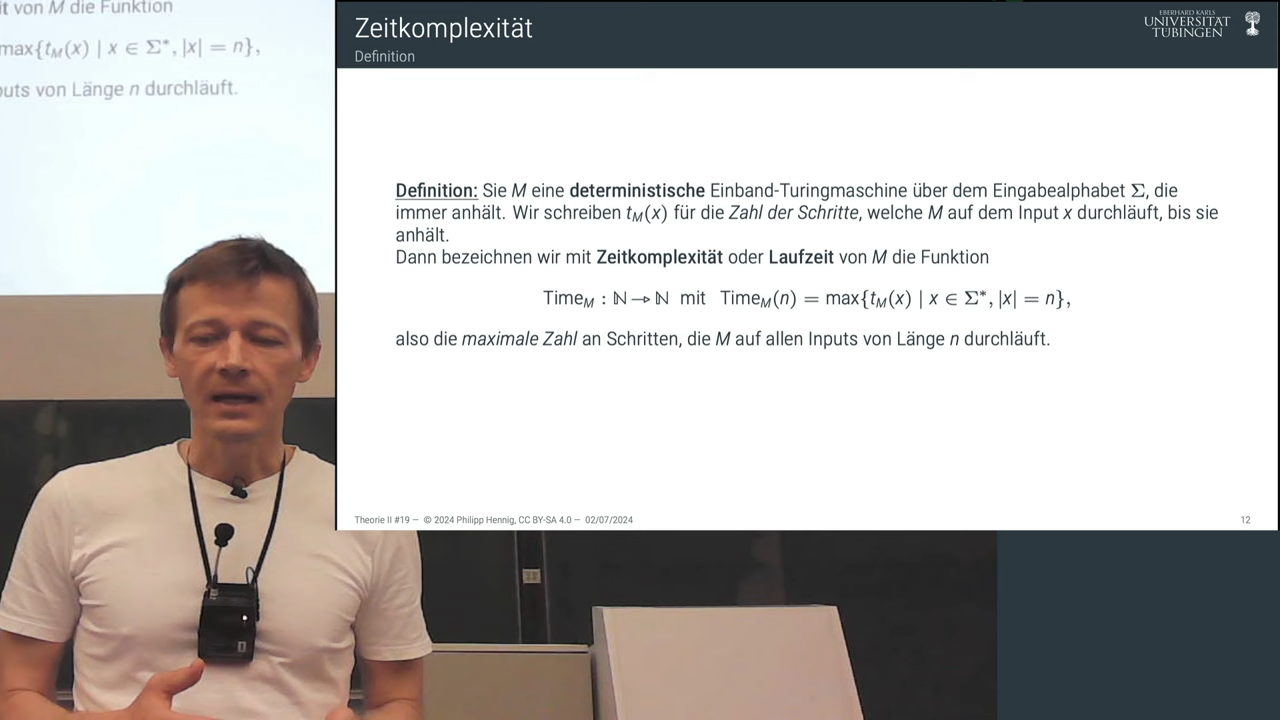 it von M die Funktion
max{t_M(x) | x ∈ Σ*, |x| = n},
puts von Länge n durchläuft.
Zeitkomplexität
Definition
EBERHARD KARLS
UNIVERSITÄT
TÜBINGEN
Definition: Sie M eine deterministische Einband-Turingmaschine über dem Eingabealphabet Σ, die
immer anhält. Wir schreiben t_M(x) für die Zahl der Schritte, welche M auf dem Input x durchläuft, bis sie
anhält.
Dann bezeichnen wir mit Zeitkomplexität oder Laufzeit von M die Funktion
Time_M : ℕ → ℕ mit Time_M(n) = max{t_M(x) | x ∈ Σ*, |x| = n},
also die maximale Zahl an Schritten, die M auf allen Inputs von Länge n durchläuft.
Theorie II #19 — © 2024 Philipp Hennig, CC BY-SA 4.0 — 02/07/2024
12